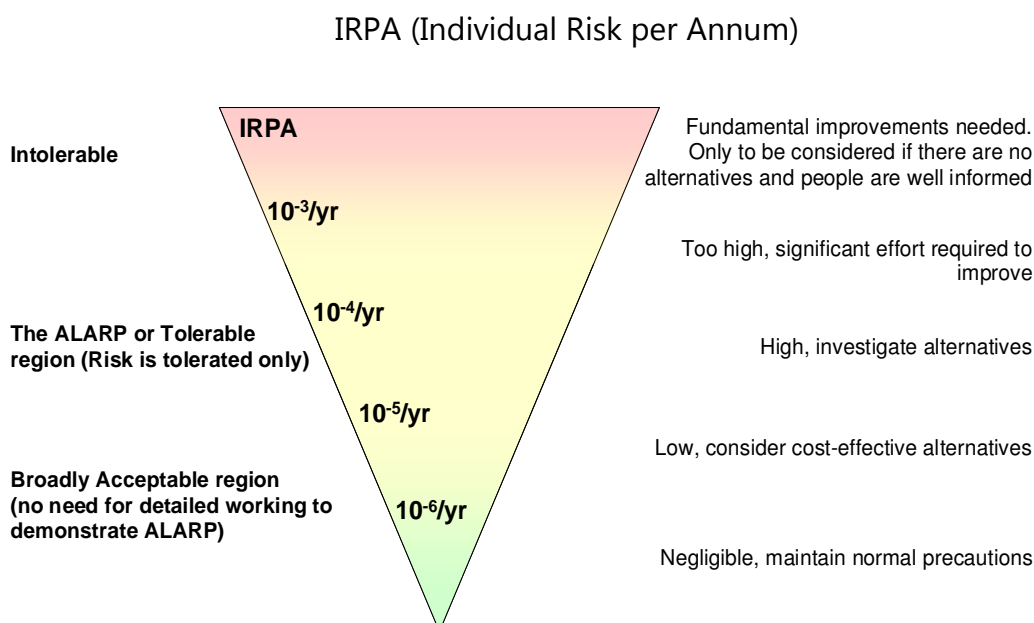 IRPA (Individual Risk per Annum)
IRPA
Intolerable
Fundamental improvements needed.
Only to be considered if there are no
alternatives and people are well informed
10⁻³/yr
Too high, significant effort required to
improve
10⁻⁴/yr
The ALARP or Tolerable
region (Risk is tolerated only)
High, investigate alternatives
10⁻⁵/yr
Low, consider cost-effective alternatives
Broadly Acceptable region
(no need for detailed working to
demonstrate ALARP)
10⁻⁶/yr
Negligible, maintain normal precautions